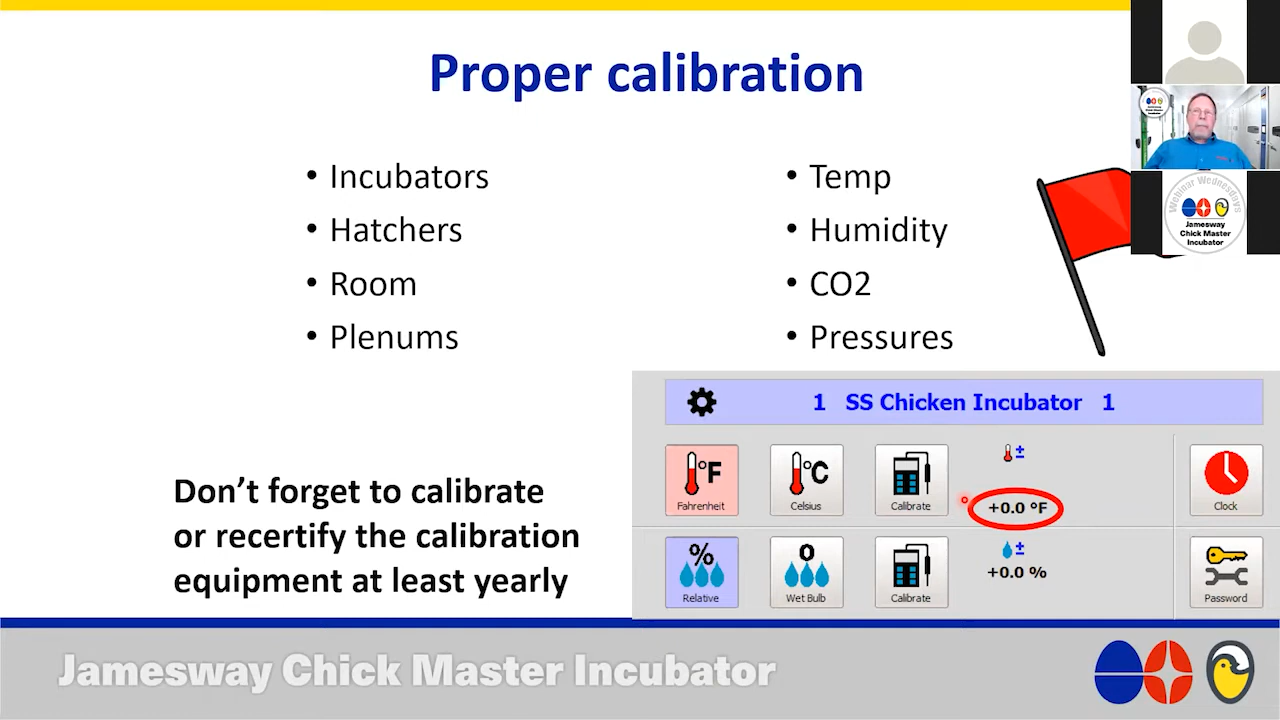 Proper calibration
• Incubators
• Hatchers
• Room
• Plenums
• Temp
• Humidity
• CO2
• Pressures
Don't forget to calibrate
or recertify the calibration
equipment at least yearly
1 SS Chicken Incubator 1
°F
Fahrenheit
°C
Celsius
Calibrate
±
+0.0 °F
Clock
%
Relative
Wet Bulb
Calibrate
±
+0.0 %
Password
Webinar Wednesdays
Jamesway
Chick Master
Incubator
Jamesway Chick Master Incubator